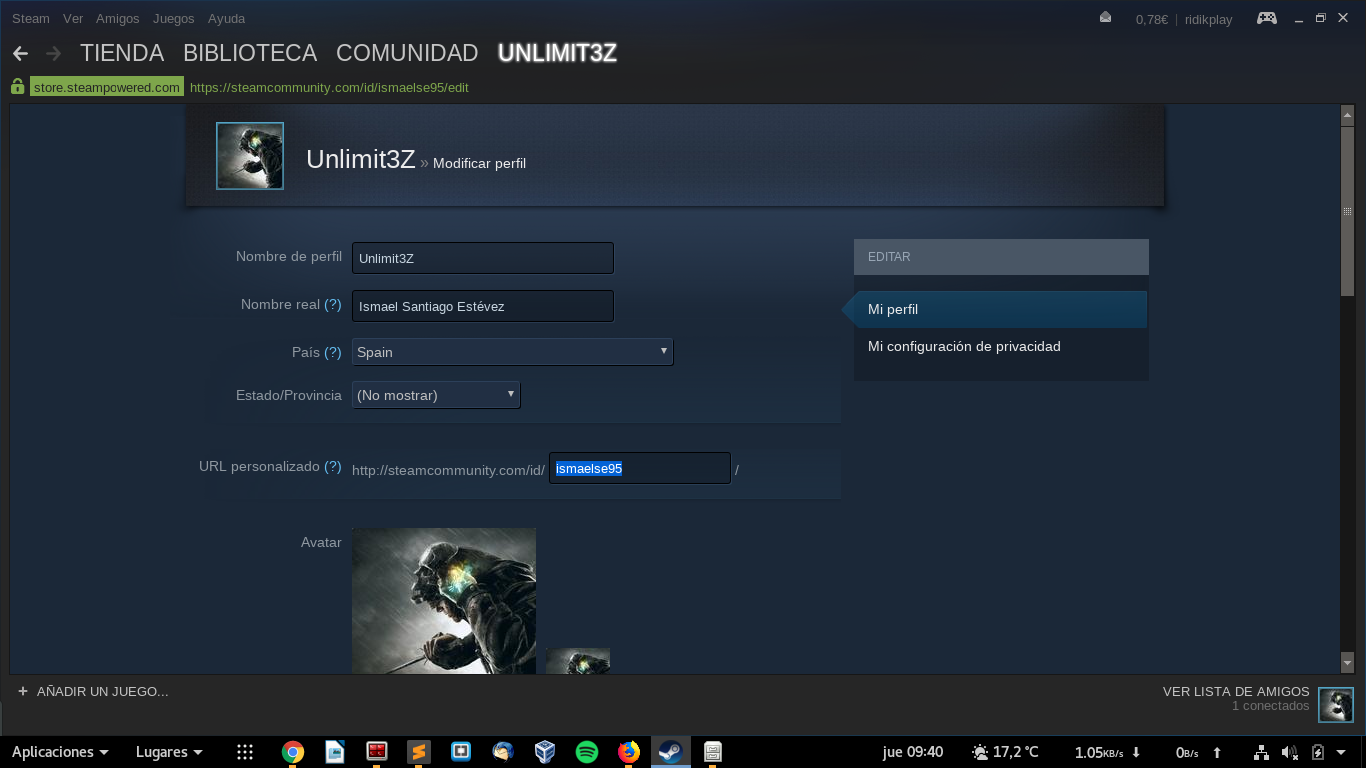 Steam Ver Amigos Juegos Ayuda 0,78€ | ridikplay
TIENDA BIBLIOTECA COMUNIDAD UNLIMIT3Z
store.steampowered.com https://steamcommunity.com/id/ismaelse95/edit
Unlimit3Z » Modificar perfil
Nombre de perfil Unlimit3Z
Nombre real (?) Ismael Santiago Estévez
País (?) Spain
Estado/Provincia (No mostrar)
URL personalizado (?) http://steamcommunity.com/id/ ismaelse95 /
Avatar
EDITAR
Mi perfil
Mi configuración de privacidad
+ AÑADIR UN JUEGO...
VER LISTA DE AMIGOS
1 conectados
Aplicaciones Lugares jue 09:40 17,2 °C 1.05KB/s 0B/s